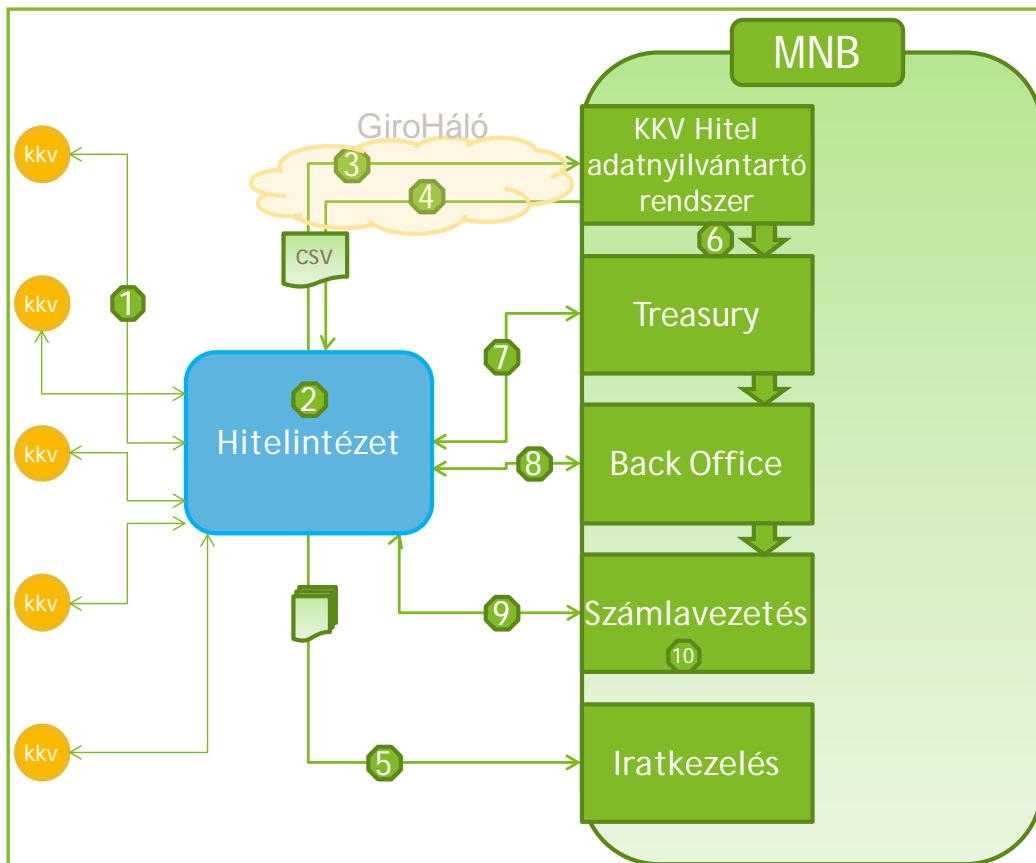 MNB
GiroHáló
KKV Hitel
adatnyilvántartó
rendszer
kkv
3
4
6
CSV
kkv
1
Treasury
7
2
Hitelintézet
kkv
Back Office
8
kkv
Számlavezetés
9
10
kkv
5
Iratkezelés